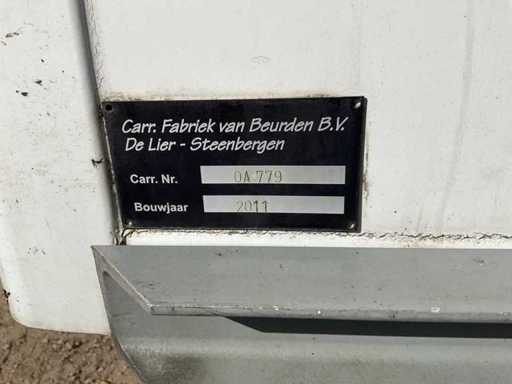 Carr. Fabriek van Beurden B.V.
De Lier - Steenbergen
Carr. Nr. OA 779
Bouwjaar 2011